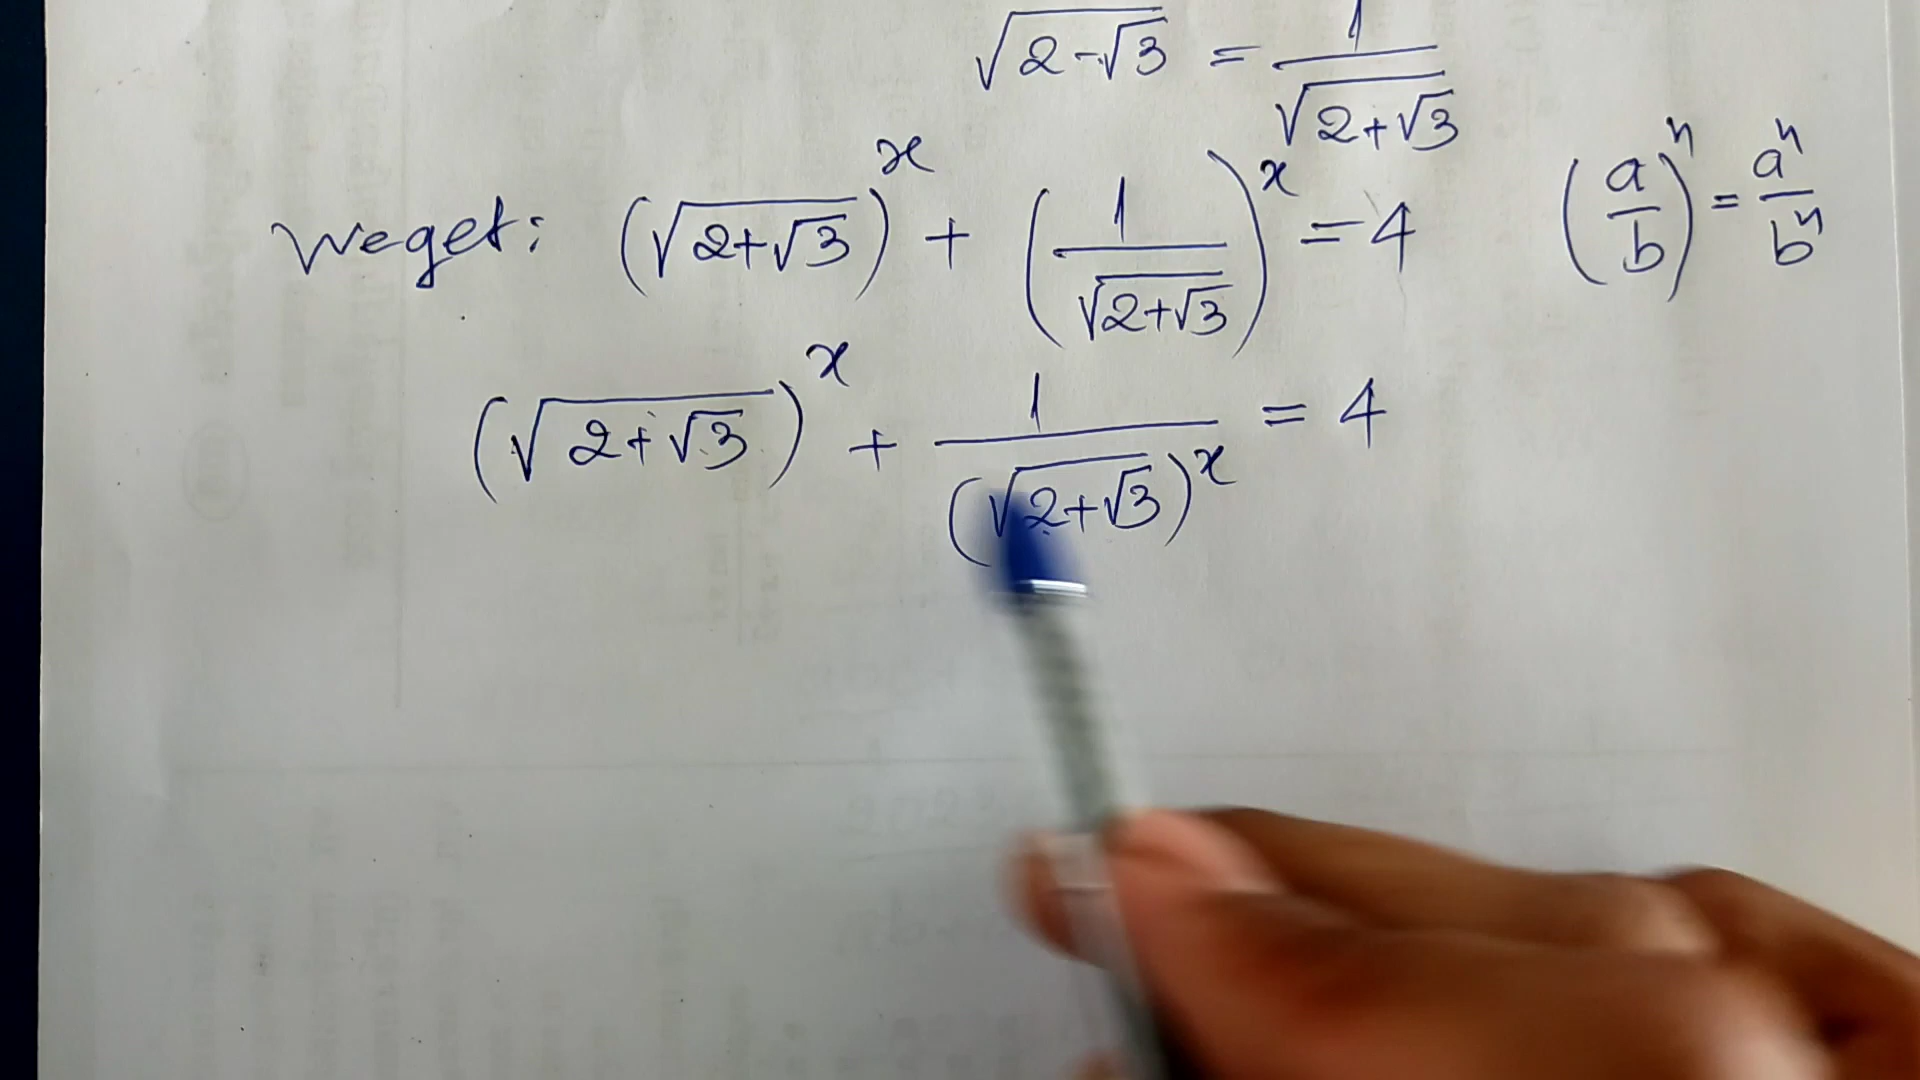 √(2-√3) = 1/√(2+√3)
We get: (√(2+√3))^x + (1/√(2+√3))^x = 4
(a/b)^n = a^n/b^n
(√(2+√3))^x + 1/(√(2+√3))^x = 4